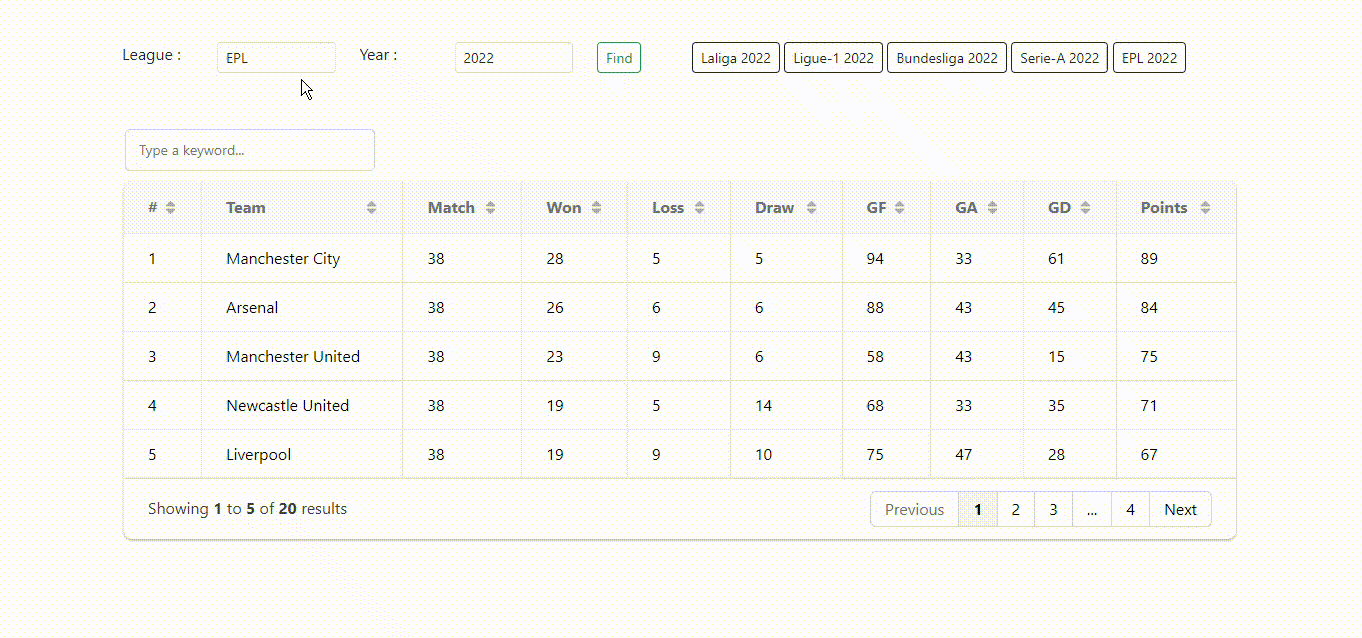 League : EPL Year : 2022 Find Laliga 2022 Ligue-1 2022 Bundesliga 2022 Serie-A 2022 EPL 2022
Type a keyword...
# Team Match Won Loss Draw GF GA GD Points
1 Manchester City 38 28 5 5 94 33 61 89
2 Arsenal 38 26 6 6 88 43 45 84
3 Manchester United 38 23 9 6 58 43 15 75
4 Newcastle United 38 19 5 14 68 33 35 71
5 Liverpool 38 19 9 10 75 47 28 67
Showing 1 to 5 of 20 results Previous 1 2 3 ... 4 Next